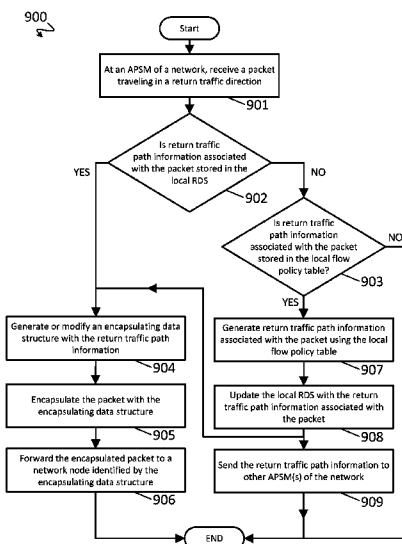 900
Start
At an APSM of a network, receive a packet
traveling in a return traffic direction
901
Is return traffic
path information associated
with the packet stored in the
local RDS
902
YES
NO
Is return traffic
path information
associated with the packet
stored in the local flow
policy table?
903
NO
YES
Generate or modify an encapsulating data
structure with the return traffic path
information
904
Generate return traffic path information
associated with the packet using the local
flow policy table
907
Encapsulate the packet with the
encapsulating data structure
905
Update the local RDS with the return
traffic path information associated with
the packet
908
Forward the encapsulated packet to a
network node identified by the
encapsulating data structure
906
Send the return traffic path information to
other APSM(s) of the network
909
END